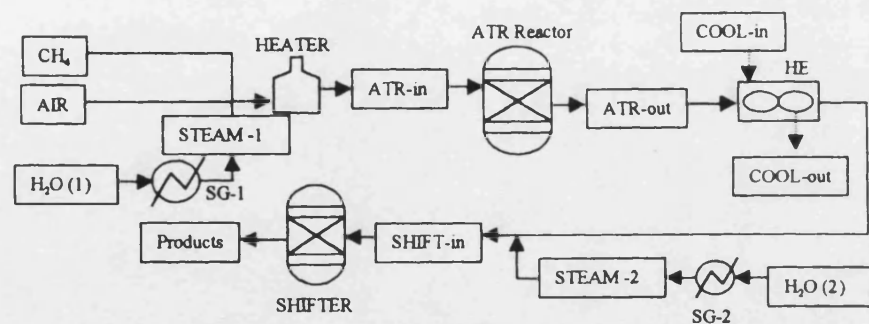 CH₄
AIR
H₂O (1)
SG-1
STEAM -1
HEATER
ATR-in
ATR Reactor
ATR-out
COOL-in
HE
COOL-out
H₂O (2)
SG-2
STEAM -2
SHIFT-in
SHIFTER
Products